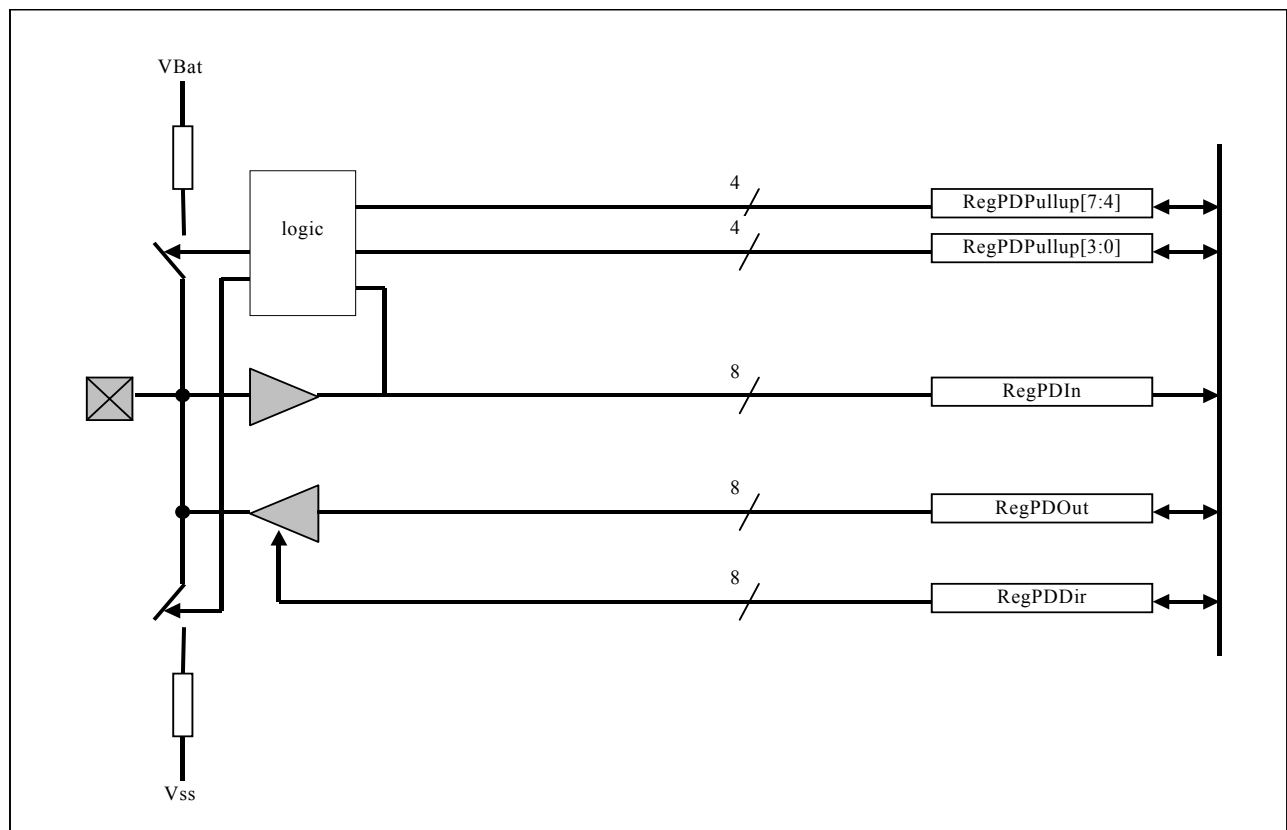 VBat
4
RegPDPullup[7:4]
logic
4
RegPDPullup[3:0]
8
RegPDIn
8
RegPDOut
8
RegPDDir
Vss